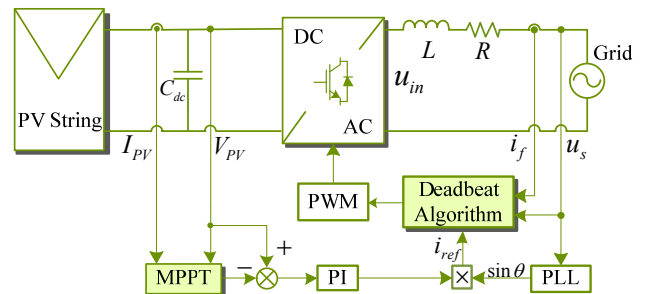 DC
AC
PV String
C_dc
L
R
u_in
Grid
I_PV
V_PV
i_f
u_s
PWM
Deadbeat
Algorithm
i_ref
+
−
MPPT
PI
×
sin θ
PLL